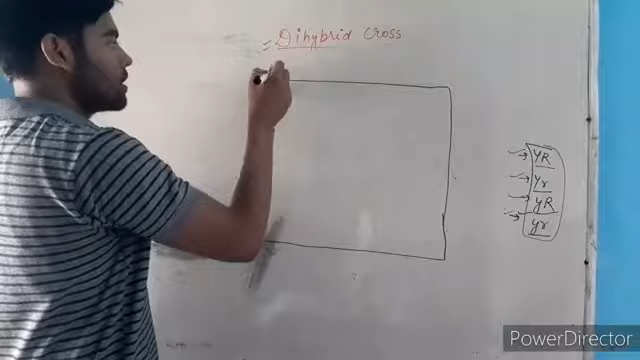 = Dihybrid Cross
→ YR
→ Yr
→ yR
→ yr
PowerDirector